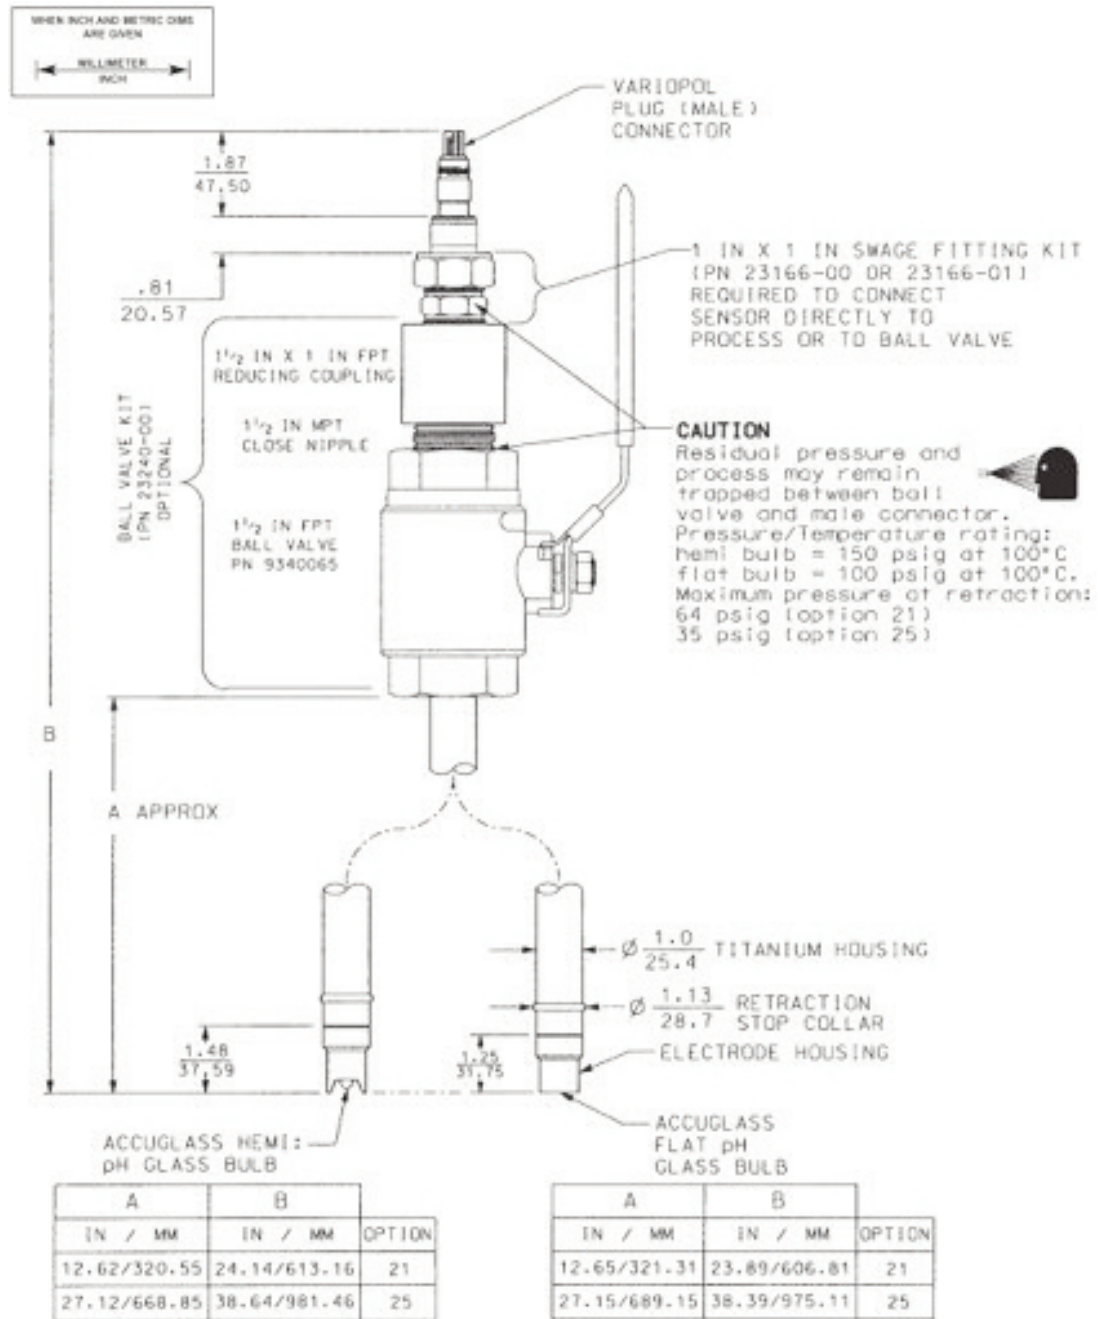 WHEN INCH AND METRIC DIMS
ARE GIVEN
MILLIMETER
INCH
VARIOPOL
PLUG (MALE)
CONNECTOR
1.87
47.50
1 IN X 1 IN SWAGE FITTING KIT
(PN 23166-00 OR 23166-01)
REQUIRED TO CONNECT
SENSOR DIRECTLY TO
PROCESS OR TO BALL VALVE
.81
20.57
1 1/2 IN X 1 IN FPT
REDUCING COUPLING
BALL VALVE KIT
(PN 23240-00)
OPTIONAL
1 1/2 IN MPT
CLOSE NIPPLE
1 1/2 IN FPT
BALL VALVE
PN 9340065
CAUTION
Residual pressure and
process may remain
trapped between ball
valve and male connector.
Pressure/Temperature rating:
hemi bulb = 150 psig at 100°C
flat bulb = 100 psig at 100°C.
Maximum pressure at retraction:
64 psig (option 21)
35 psig (option 25)
B
A APPROX
Ø 1.0
25.4
TITANIUM HOUSING
Ø 1.13
28.7
RETRACTION
STOP COLLAR
ELECTRODE HOUSING
1.48
37.59
1.25
31.75
ACCUGLASS HEMI:
pH GLASS BULB
ACCUGLASS
FLAT pH
GLASS BULB
A B
IN / MM IN / MM OPTION
12.62/320.55 24.14/613.16 21
27.12/668.85 38.64/981.46 25
A B
IN / MM IN / MM OPTION
12.65/321.31 23.89/606.81 21
27.15/689.15 38.39/975.11 25